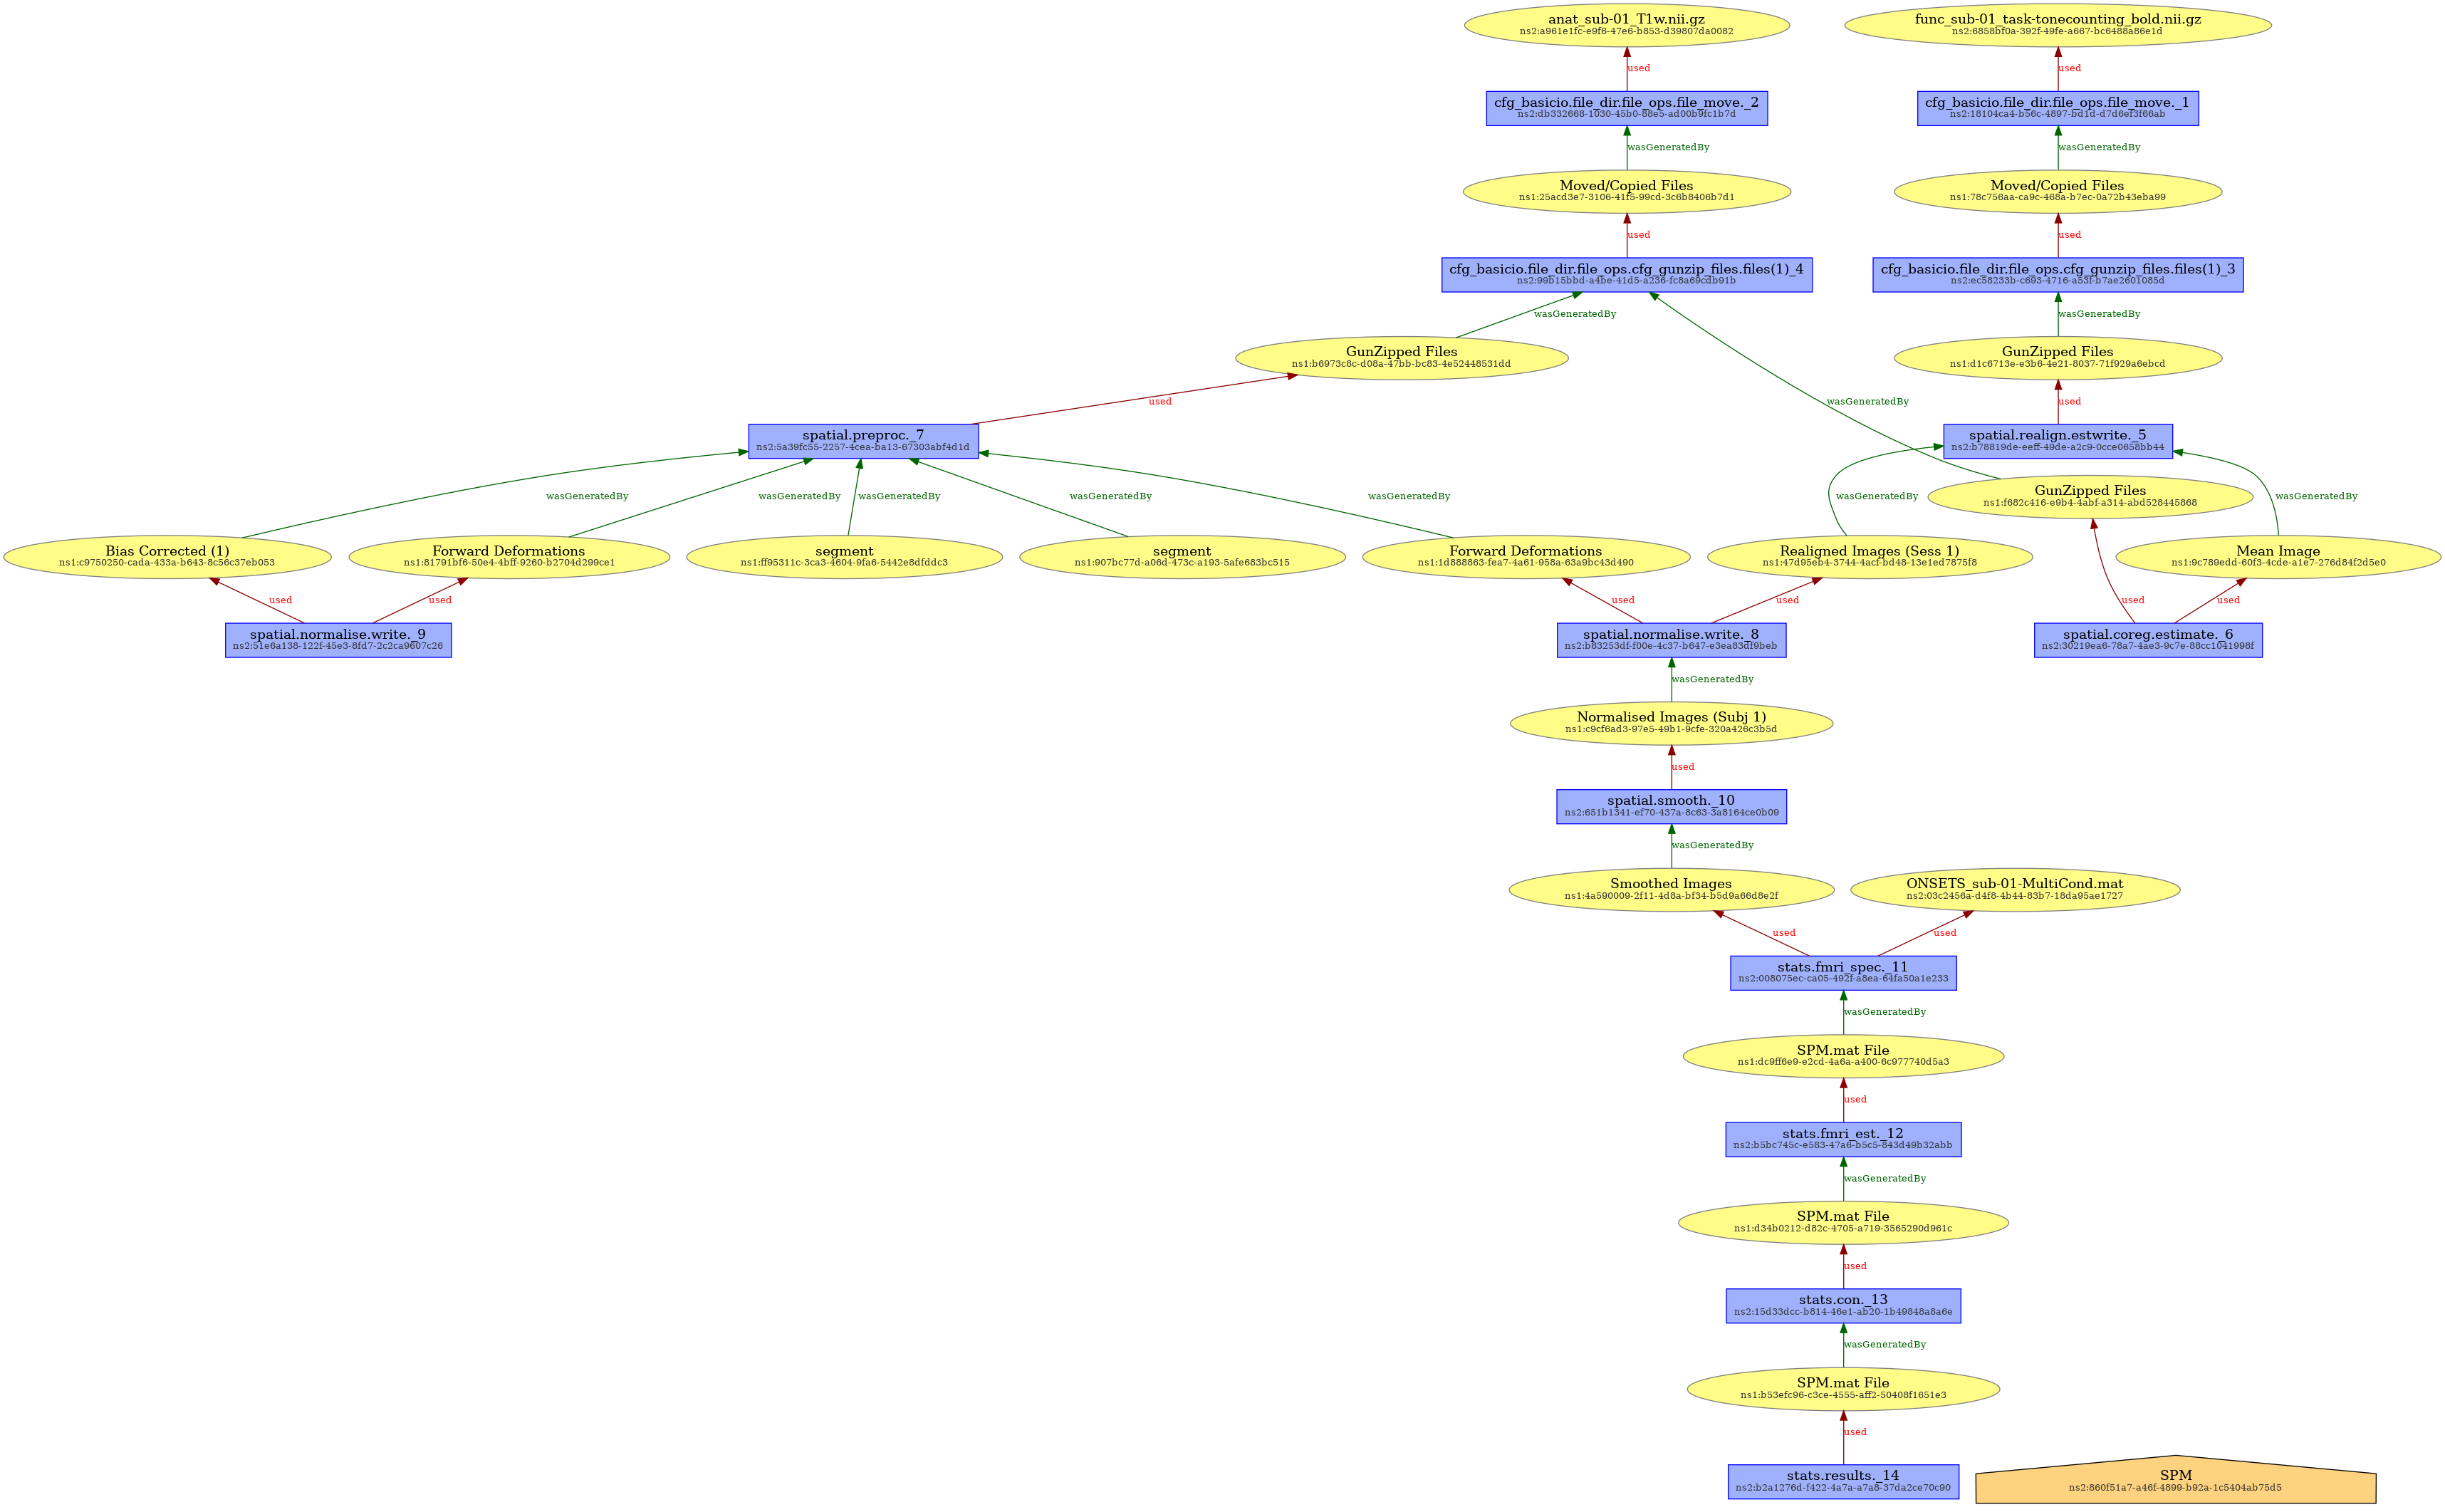 anat_sub-01_T1w.nii.gz
ns2:a961e1fc-e9f6-47e6-b853-d39807da0082
func_sub-01_task-tonecounting_bold.nii.gz
ns2:6858bf0a-392f-49fe-a667-bc6488a86e1d
used
used
cfg_basicio.file_dir.file_ops.file_move._2
ns2:db332668-1030-45b0-88e5-ad00b9fc1b7d
cfg_basicio.file_dir.file_ops.file_move._1
ns2:18104ca4-b56c-4897-bd1d-d7d6ef3f66ab
wasGeneratedBy
wasGeneratedBy
Moved/Copied Files
ns1:25acd3e7-3106-41f5-99cd-3c6b8406b7d1
Moved/Copied Files
ns1:78c756aa-ca9c-468a-b7ec-0a72b43eba99
used
used
cfg_basicio.file_dir.file_ops.cfg_gunzip_files.files(1)_4
ns2:99b15bbd-a4be-41d5-a236-fc8a69cdb91b
cfg_basicio.file_dir.file_ops.cfg_gunzip_files.files(1)_3
ns2:ec58233b-c693-4716-a53f-b7ae2601085d
wasGeneratedBy
wasGeneratedBy
GunZipped Files
ns1:b6973c8c-d08a-47bb-bc83-4e52448531dd
GunZipped Files
ns1:d1c6713e-e3b6-4e21-8037-71f929a6ebcd
used
wasGeneratedBy
used
spatial.preproc._7
ns2:5a39fc55-2257-4cea-ba13-67303abf4d1d
spatial.realign.estwrite._5
ns2:b78819de-eeff-49de-a2c9-0cce0658bb44
wasGeneratedBy
wasGeneratedBy
wasGeneratedBy
wasGeneratedBy
wasGeneratedBy
wasGeneratedBy
GunZipped Files
ns1:f682c416-e9b4-4abf-a314-abd528445868
wasGeneratedBy
Bias Corrected (1)
ns1:c9750250-cada-433a-b643-8c56c37eb053
Forward Deformations
ns1:81791bf6-50e4-4bff-9260-b2704d299ce1
segment
ns1:ff95311c-3ca3-4604-9fa6-5442e8dfddc3
segment
ns1:907bc77d-a06d-473c-a193-5afe683bc515
Forward Deformations
ns1:1d888863-fea7-4a61-958a-63a9bc43d490
Realigned Images (Sess 1)
ns1:47d95eb4-3744-4acf-bd48-13e1ed7875f8
Mean Image
ns1:9c789edd-60f3-4cde-a1e7-276d84f2d5e0
used
used
used
used
used
used
spatial.normalise.write._9
ns2:51e6a138-122f-45e3-8fd7-2c2ca9607c26
spatial.normalise.write._8
ns2:b83253df-f00e-4c37-b647-e3ea83df9beb
spatial.coreg.estimate._6
ns2:30219ea6-78a7-4ae3-9c7e-88cc1041998f
wasGeneratedBy
Normalised Images (Subj 1)
ns1:c9cf6ad3-97e5-49b1-9cfe-320a426c3b5d
used
spatial.smooth._10
ns2:651b1341-ef70-437a-8c63-3a8164ce0b09
wasGeneratedBy
Smoothed Images
ns1:4a590009-2f11-4d8a-bf34-b5d9a66d8e2f
ONSETS_sub-01-MultiCond.mat
ns2:03c2456a-d4f8-4b44-83b7-18da95ae1727
used
used
stats.fmri_spec._11
ns2:008075ec-ca05-492f-a8ea-64fa50a1e233
wasGeneratedBy
SPM.mat File
ns1:dc9ff6e9-e2cd-4a6a-a400-6c977740d5a3
used
stats.fmri_est._12
ns2:b5bc745c-e583-47a6-b5c5-843d49b32abb
wasGeneratedBy
SPM.mat File
ns1:d34b0212-d82c-4705-a719-3565290d961c
used
stats.con._13
ns2:15d33dcc-b814-46e1-ab20-1b49848a8a6e
wasGeneratedBy
SPM.mat File
ns1:b53efc96-c3ce-4555-aff2-50408f1651e3
used
stats.results._14
ns2:b2a1276d-f422-4a7a-a7a8-37da2ce70c90
SPM
ns2:860f51a7-a46f-4899-b92a-1c5404ab75d5